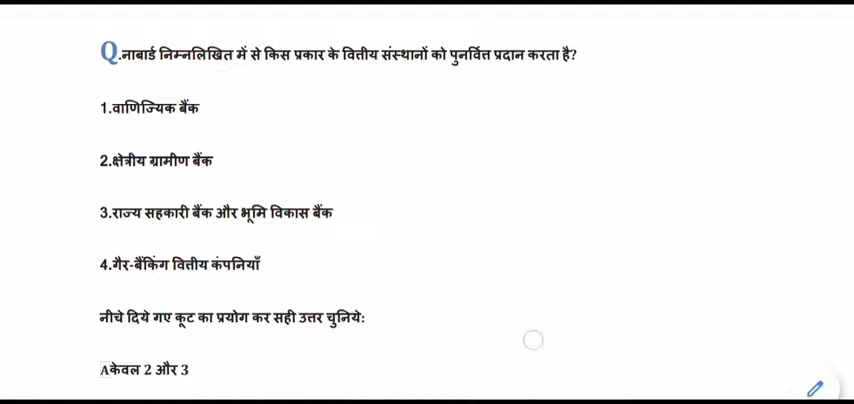 Q.नाबार्ड निम्नलिखित में से किस प्रकार के वित्तीय संस्थानों को पुनर्वित्त प्रदान करता है?
1.वाणिज्यिक बैंक
2.क्षेत्रीय ग्रामीण बैंक
3.राज्य सहकारी बैंक और भूमि विकास बैंक
4.गैर-बैंकिंग वित्तीय कंपनियाँ
नीचे दिये गए कूट का प्रयोग कर सही उत्तर चुनिये:
Aकेवल 2 और 3